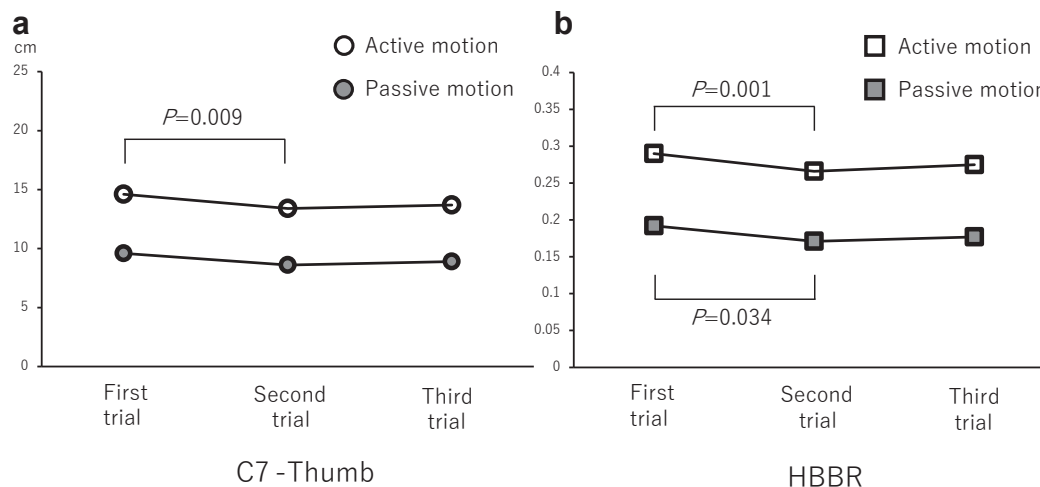 a
cm
Active motion
Passive motion
25
20
15
10
5
0
P=0.009
First trial
Second trial
Third trial
C7 -Thumb
b
Active motion
Passive motion
0.4
0.35
0.3
0.25
0.2
0.15
0.1
0.05
0
P=0.001
P=0.034
First trial
Second trial
Third trial
HBBR